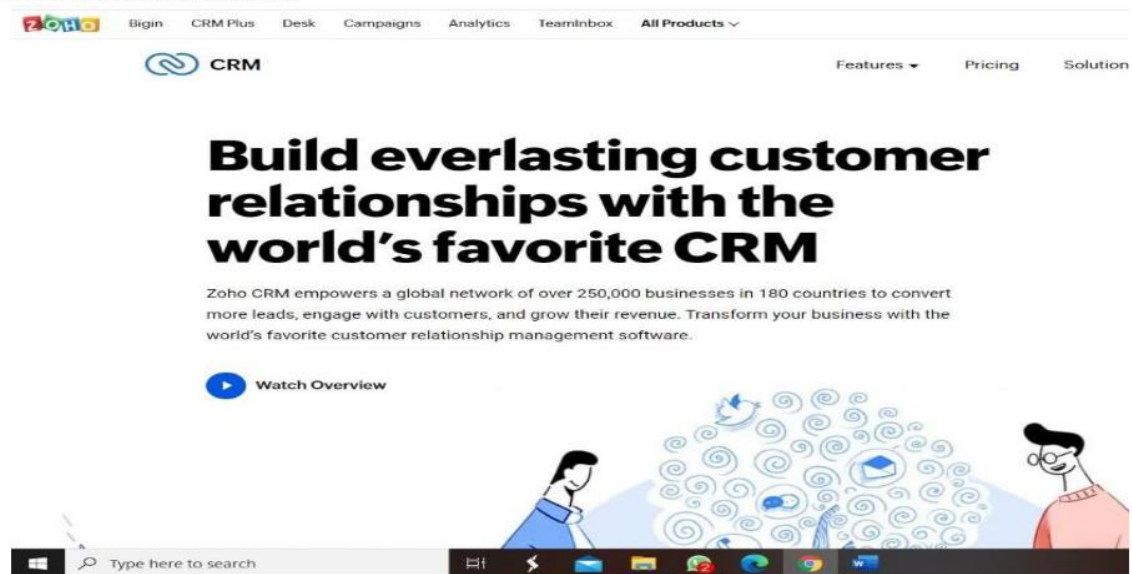 ZOHO Bigin CRM Plus Desk Campaigns Analytics TeamInbox All Products
CRM Features Pricing Solution
Build everlasting customer
relationships with the
world's favorite CRM
Zoho CRM empowers a global network of over 250,000 businesses in 180 countries to convert
more leads, engage with customers, and grow their revenue. Transform your business with the
world's favorite customer relationship management software.
Watch Overview
Type here to search
2
W